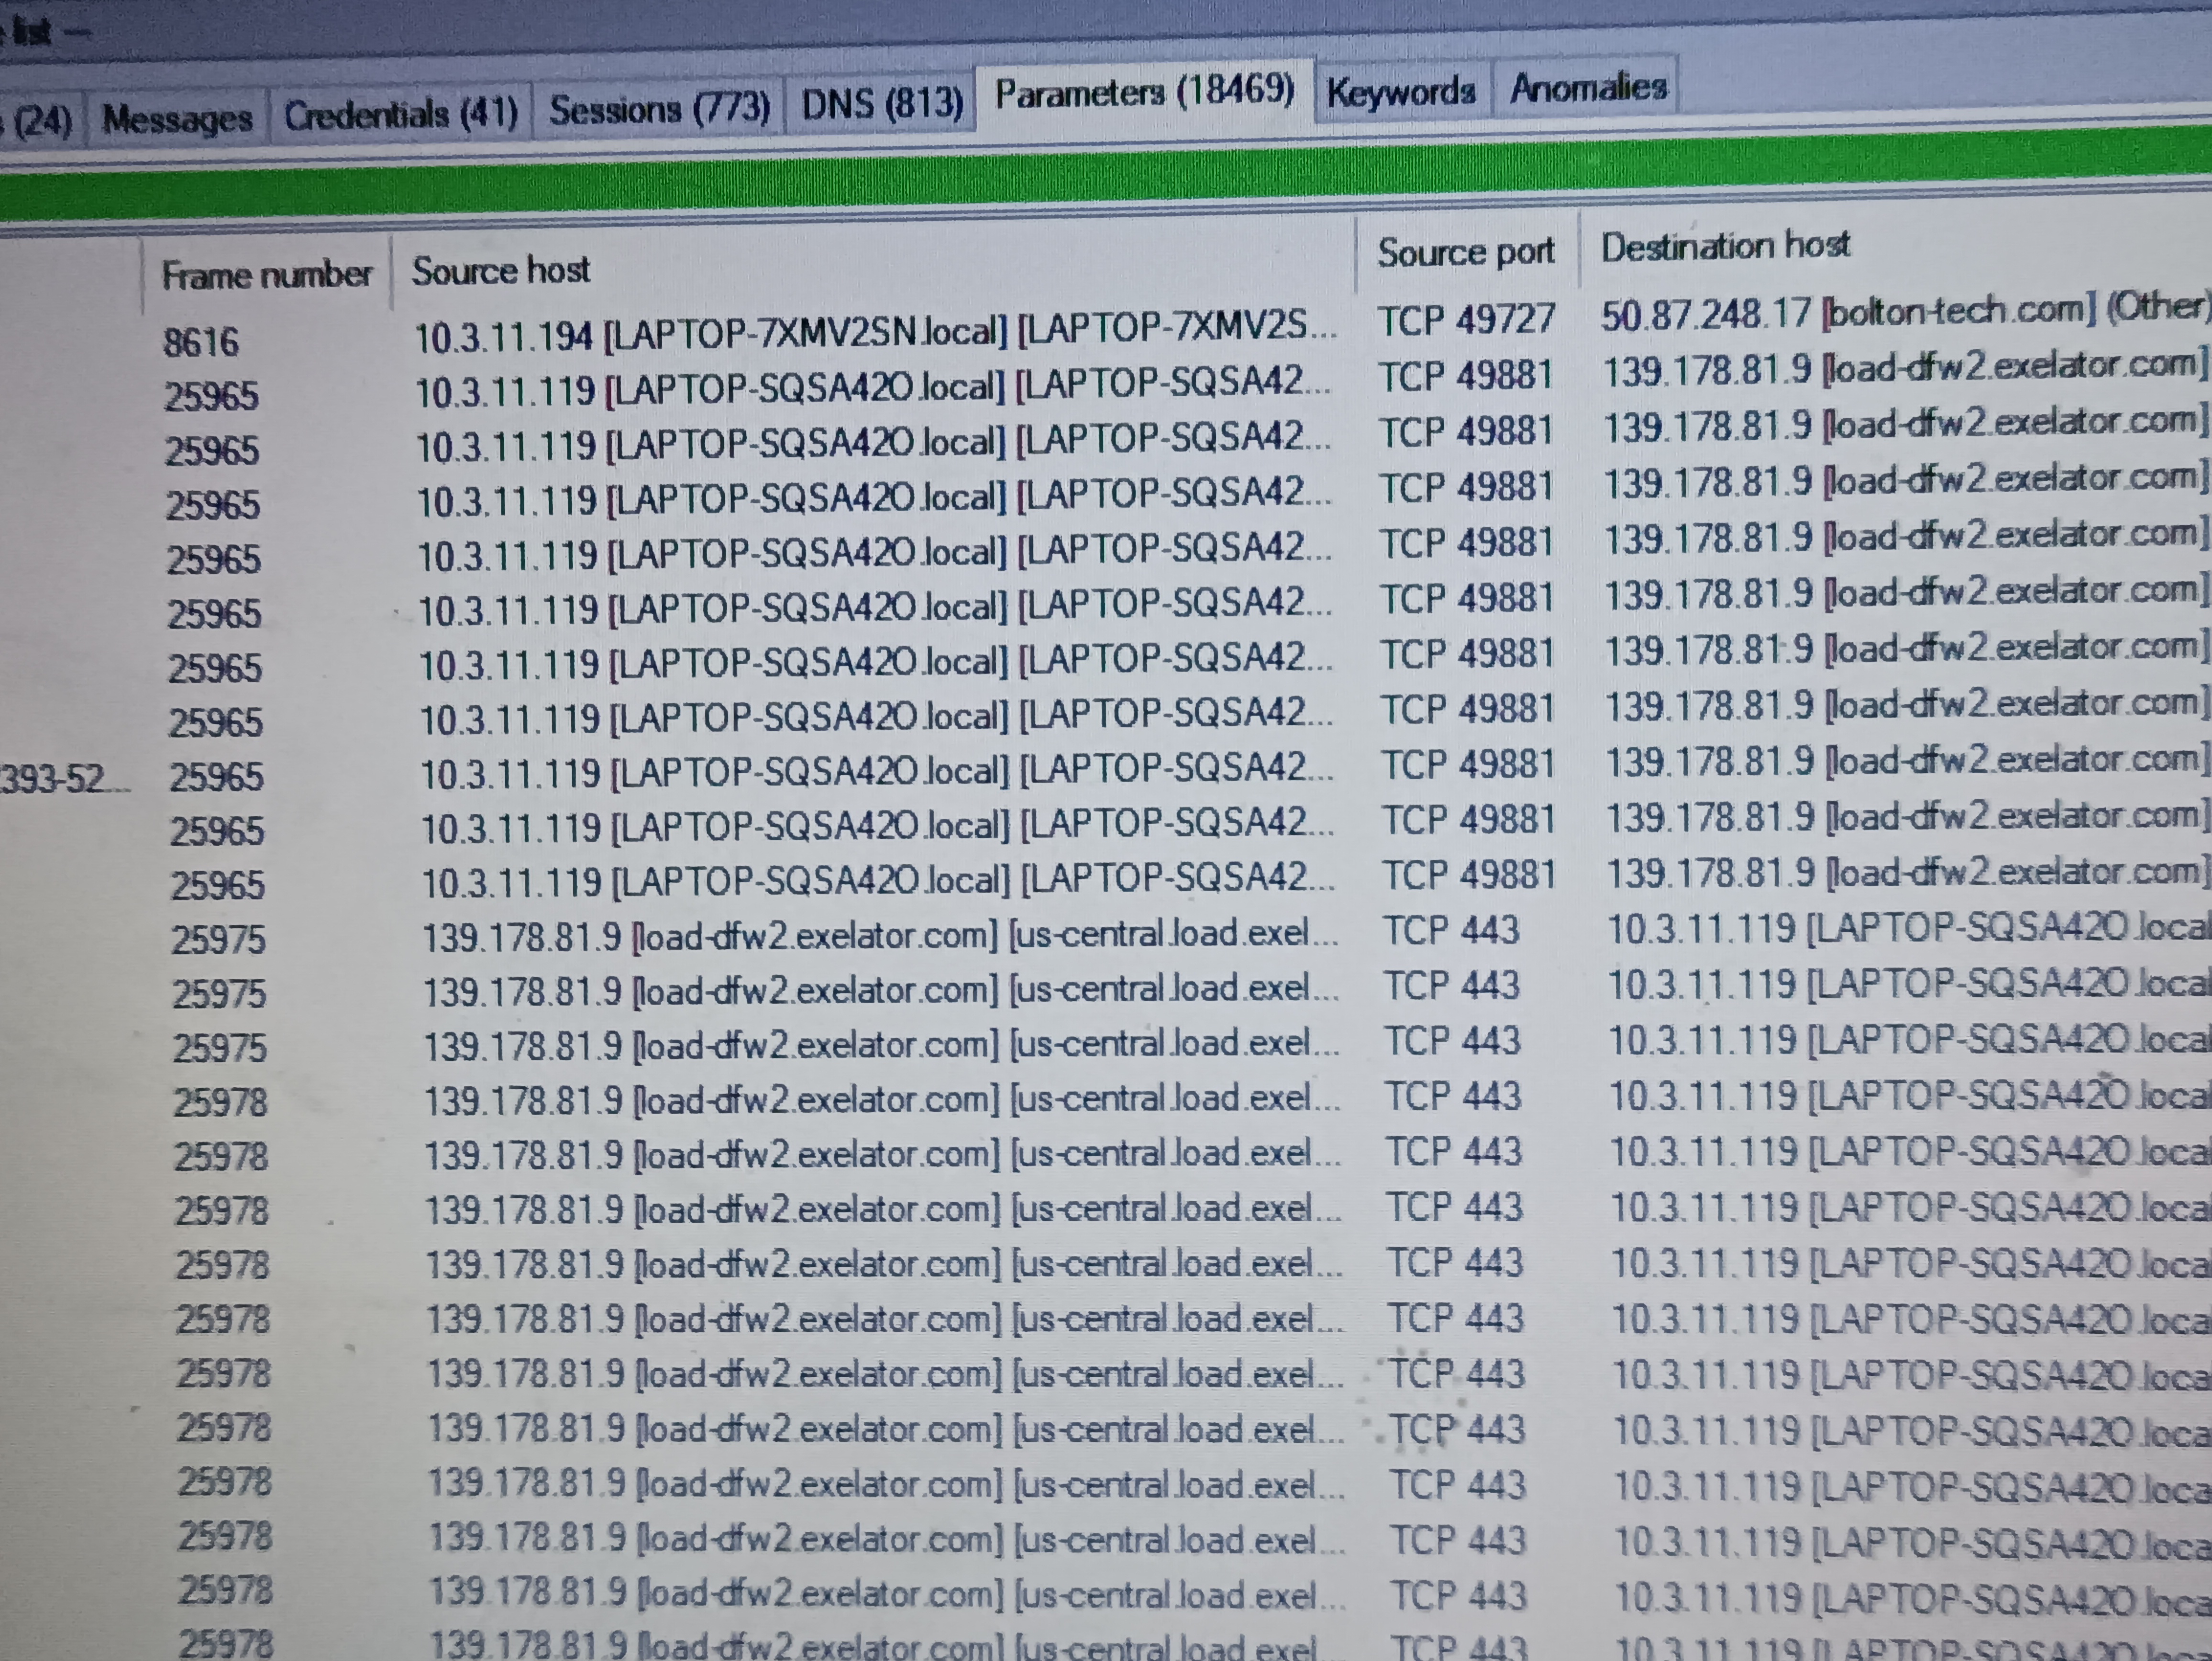 list —
(24) Messages Credentials (41) Sessions (773) DNS (813) Parameters (18469) Keywords Anomalies
Frame number Source host Source port Destination host
8616 10.3.11.194 [LAPTOP-7XMV2SN.local] [LAPTOP-7XMV2S... TCP 49727 50.87.248.17 [bolton-tech.com] (Other)
25965 10.3.11.119 [LAPTOP-SQSA42O.local] [LAPTOP-SQSA42... TCP 49881 139.178.81.9 [load-dfw2.exelator.com]
25965 10.3.11.119 [LAPTOP-SQSA42O.local] [LAPTOP-SQSA42... TCP 49881 139.178.81.9 [load-dfw2.exelator.com]
25965 10.3.11.119 [LAPTOP-SQSA42O.local] [LAPTOP-SQSA42... TCP 49881 139.178.81.9 [load-dfw2.exelator.com]
25965 10.3.11.119 [LAPTOP-SQSA42O.local] [LAPTOP-SQSA42... TCP 49881 139.178.81.9 [load-dfw2.exelator.com]
25965 10.3.11.119 [LAPTOP-SQSA42O.local] [LAPTOP-SQSA42... TCP 49881 139.178.81.9 [load-dfw2.exelator.com]
25965 10.3.11.119 [LAPTOP-SQSA42O.local] [LAPTOP-SQSA42... TCP 49881 139.178.81.9 [load-dfw2.exelator.com]
25965 10.3.11.119 [LAPTOP-SQSA42O.local] [LAPTOP-SQSA42... TCP 49881 139.178.81.9 [load-dfw2.exelator.com]
393-52... 25965 10.3.11.119 [LAPTOP-SQSA42O.local] [LAPTOP-SQSA42... TCP 49881 139.178.81.9 [load-dfw2.exelator.com]
25965 10.3.11.119 [LAPTOP-SQSA42O.local] [LAPTOP-SQSA42... TCP 49881 139.178.81.9 [load-dfw2.exelator.com]
25965 10.3.11.119 [LAPTOP-SQSA42O.local] [LAPTOP-SQSA42... TCP 49881 139.178.81.9 [load-dfw2.exelator.com]
25975 139.178.81.9 [load-dfw2.exelator.com] [us-central.load.exel... TCP 443 10.3.11.119 [LAPTOP-SQSA42O.local
25975 139.178.81.9 [load-dfw2.exelator.com] [us-central.load.exel... TCP 443 10.3.11.119 [LAPTOP-SQSA42O.local
25975 139.178.81.9 [load-dfw2.exelator.com] [us-central.load.exel... TCP 443 10.3.11.119 [LAPTOP-SQSA42O.local
25978 139.178.81.9 [load-dfw2.exelator.com] [us-central.load.exel... TCP 443 10.3.11.119 [LAPTOP-SQSA42O.loca
25978 139.178.81.9 [load-dfw2.exelator.com] [us-central.load.exel... TCP 443 10.3.11.119 [LAPTOP-SQSA42O.loca
25978 139.178.81.9 [load-dfw2.exelator.com] [us-central.load.exel... TCP 443 10.3.11.119 [LAPTOP-SQSA42O.loca
25978 139.178.81.9 [load-dfw2.exelator.com] [us-central.load.exel... TCP 443 10.3.11.119 [LAPTOP-SQSA42O.loca
25978 139.178.81.9 [load-dfw2.exelator.com] [us-central.load.exel... TCP 443 10.3.11.119 [LAPTOP-SQSA42O.loca
25978 139.178.81.9 [load-dfw2.exelator.com] [us-central.load.exel... TCP 443 10.3.11.119 [LAPTOP-SQSA42O.loca
25978 139.178.81.9 [load-dfw2.exelator.com] [us-central.load.exel... TCP 443 10.3.11.119 [LAPTOP-SQSA42O.loca
25978 139.178.81.9 [load-dfw2.exelator.com] [us-central.load.exel... TCP 443 10.3.11.119 [LAPTOP-SQSA42O.loca
25978 139.178.81.9 [load-dfw2.exelator.com] [us-central.load.exel... TCP 443 10.3.11.119 [LAPTOP-SQSA42O.loca
25978 139.178.81.9 [load-dfw2.exelator.com] [us-central.load.exel... TCP 443 10.3.11.119 [LAPTOP-SQSA42O.loca
25978 139.178.81.9 [load-dfw2.exelator.com] [us-central.load.exel... TCP 443 10.3.11.119 [LAPTOP-SQSA42O.loca